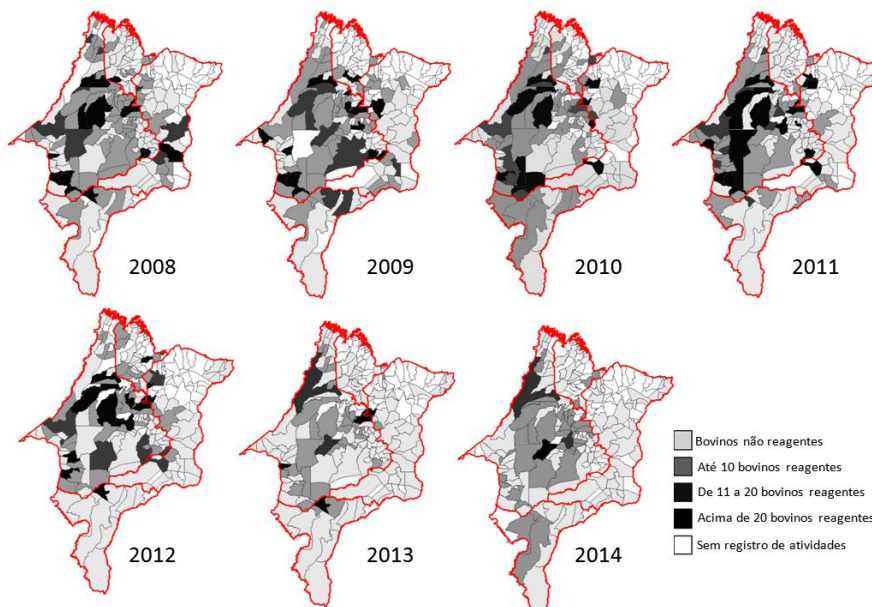 2008
2009
2010
2011
2012
2013
2014
Bovinos não reagentes
Até 10 bovinos reagentes
De 11 a 20 bovinos reagentes
Acima de 20 bovinos reagentes
Sem registro de atividades